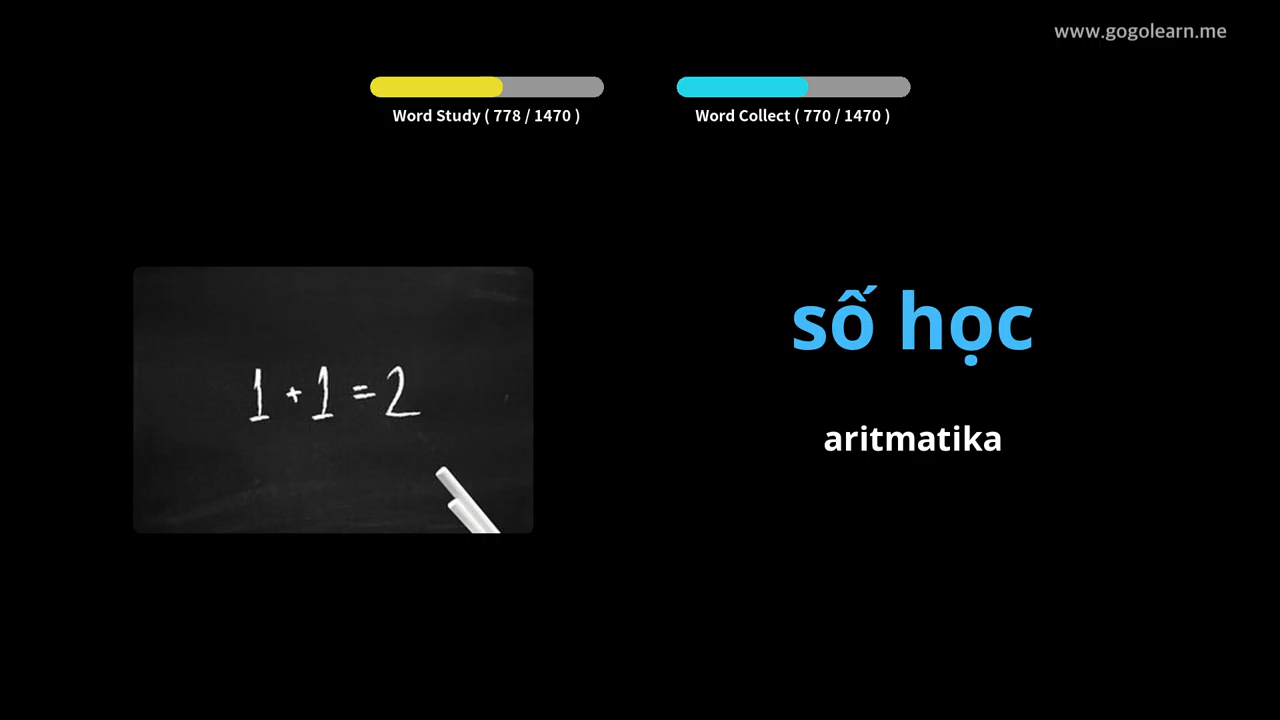 www.gogolearn.me
Word Study ( 778 / 1470 )
Word Collect ( 770 / 1470 )
1 + 1 = 2
số học
aritmatika